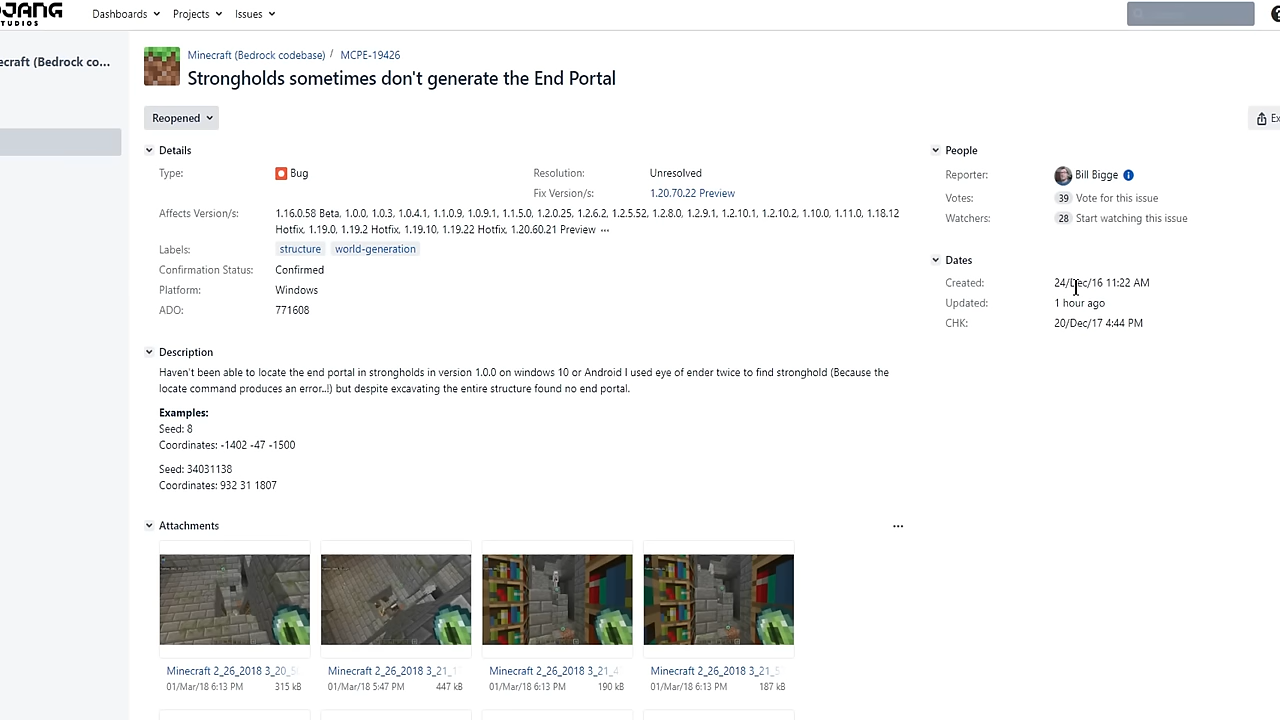 OJANG
STUDIOS
Dashboards Projects Issues
ecraft (Bedrock co...
Minecraft (Bedrock codebase) / MCPE-19426
Strongholds sometimes don't generate the End Portal
Reopened
Ex
Details
Type: Bug
Resolution: Unresolved
Fix Version/s: 1.20.70.22 Preview
Affects Version/s: 1.16.0.58 Beta, 1.0.0, 1.0.3, 1.0.4.1, 1.1.0.9, 1.0.9.1, 1.1.5.0, 1.2.0.25, 1.2.6.2, 1.2.5.52, 1.2.8.0, 1.2.9.1, 1.2.10.1, 1.2.10.2, 1.10.0, 1.11.0, 1.18.12
Hotfix, 1.19.0, 1.19.2 Hotfix, 1.19.10, 1.19.22 Hotfix, 1.20.60.21 Preview ···
Labels: structure world-generation
Confirmation Status: Confirmed
Platform: Windows
ADO: 771608
People
Reporter: Bill Bigge
Votes: 39 Vote for this issue
Watchers: 28 Start watching this issue
Dates
Created: 24/Dec/16 11:22 AM
Updated: 1 hour ago
CHK: 20/Dec/17 4:44 PM
Description
Haven't been able to locate the end portal in strongholds in version 1.0.0 on windows 10 or Android I used eye of ender twice to find stronghold (Because the
locate command produces an error..!) but despite excavating the entire structure found no end portal.
Examples:
Seed: 8
Coordinates: -1402 -47 -1500
Seed: 34031138
Coordinates: 932 31 1807
Attachments
Minecraft 2_26_2018 3_20_5
01/Mar/18 6:13 PM 315 kB
Minecraft 2_26_2018 3_21_1
01/Mar/18 5:47 PM 447 kB
Minecraft 2_26_2018 3_21_4
01/Mar/18 6:13 PM 190 kB
Minecraft 2_26_2018 3_21_5
01/Mar/18 6:13 PM 187 kB